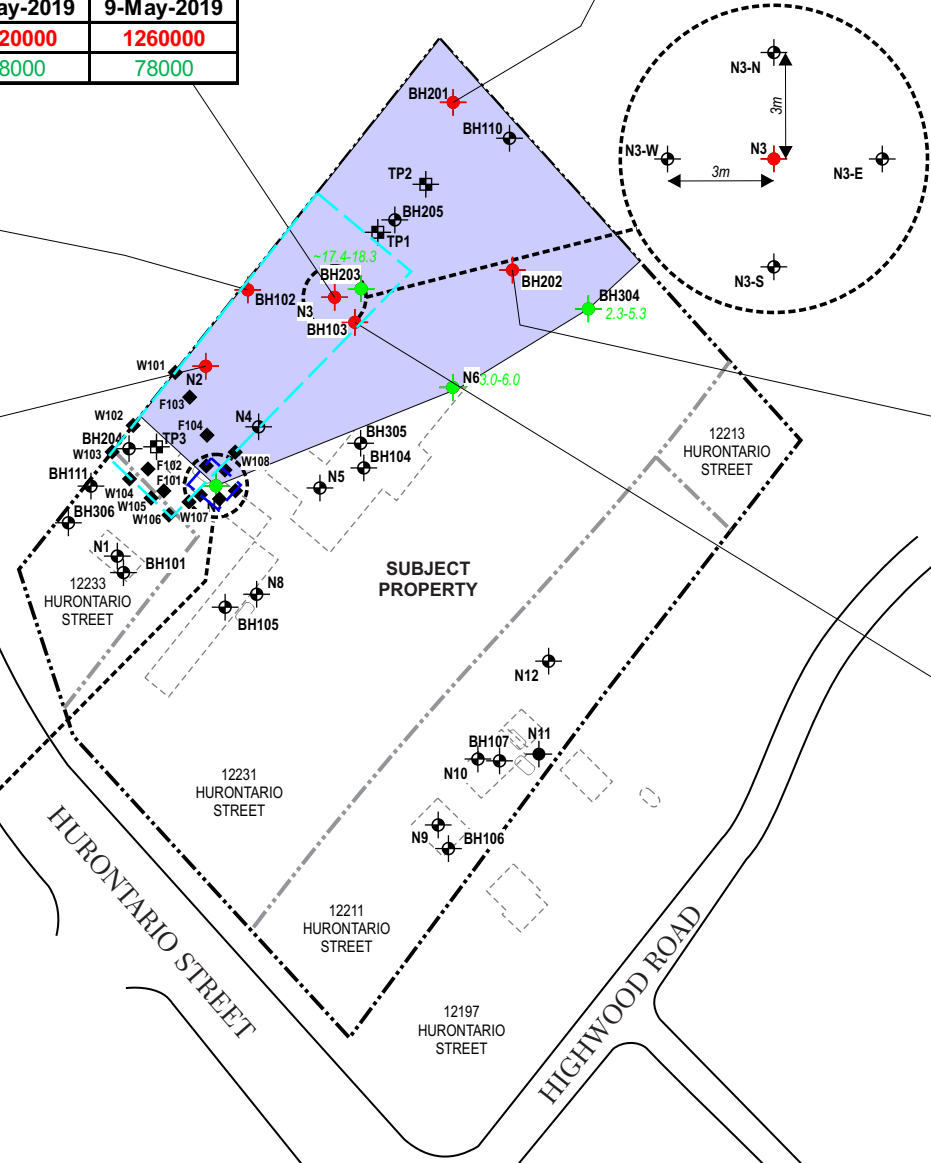 ay-2019 9-May-2019
20000 1260000
8000 78000
BH201
BH110
TP2
BH205
TP1
~17.4-18.3
BH203
BH102
N3
BH103
BH202
BH304
2.3-5.3
N3-N
3m
N3-W
N3
3m
N3-E
N3-S
W101
N2
F103
N6
3.0-6.0
W102
N4
F104
BH204
TP3
W103
W108
BH305
F102
BH104
BH111
F101
W104
N5
W105
W106
W107
BH306
N1
BH101
12213
HURONTARIO
STREET
SUBJECT
PROPERTY
12233
HURONTARIO
STREET
N8
BH105
N12
N11
BH107
N10
12231
HURONTARIO
STREET
N9
BH106
HURONTARIO STREET
12211
HURONTARIO
STREET
HIGHWOOD ROAD
12197
HURONTARIO
STREET